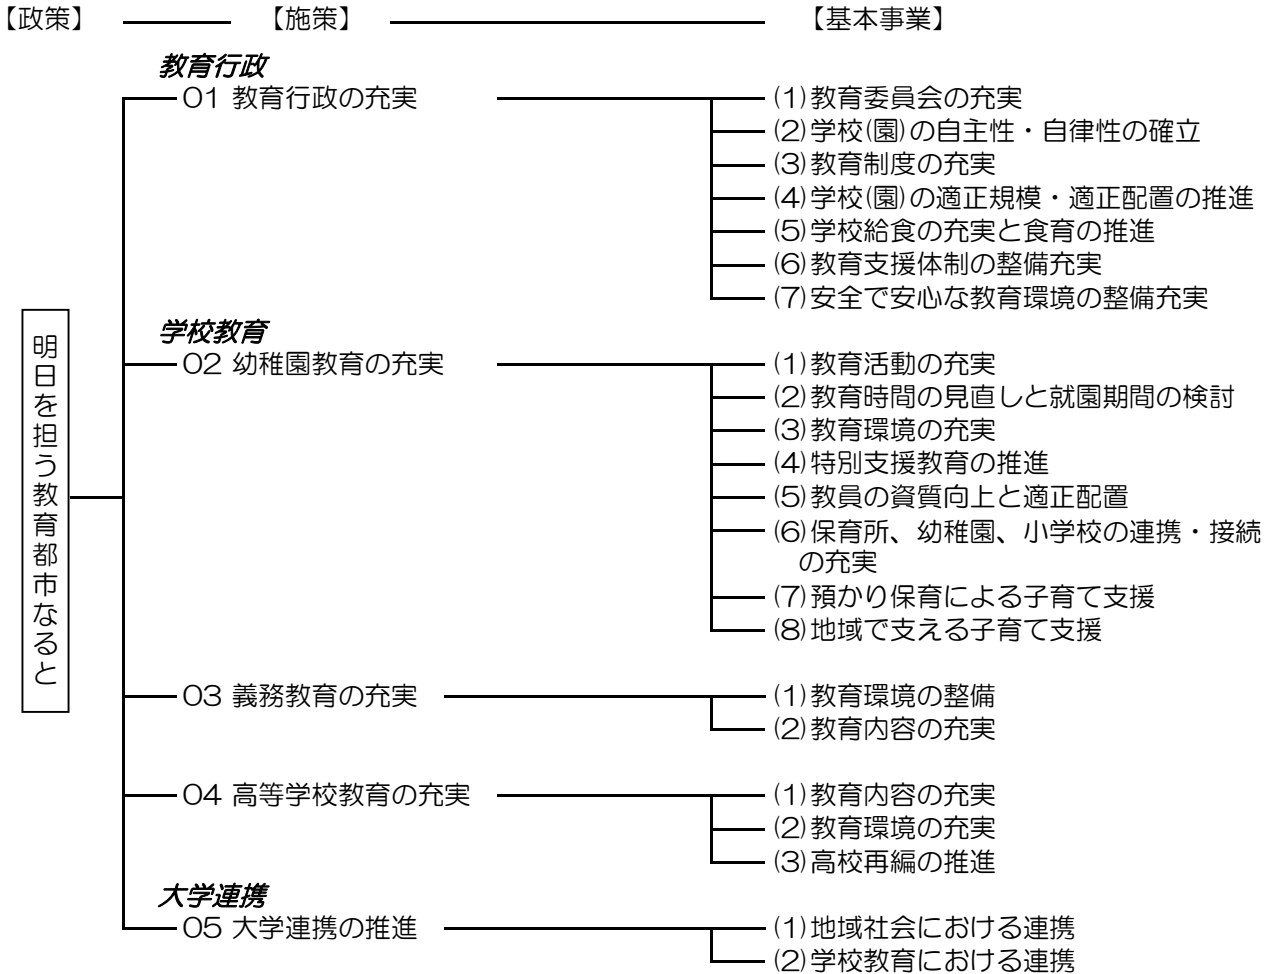 【政策】 【施策】 【基本事業】
教育行政
01 教育行政の充実
(1)教育委員会の充実
(2)学校(園)の自主性・自律性の確立
(3)教育制度の充実
(4)学校(園)の適正規模・適正配置の推進
(5)学校給食の充実と食育の推進
(6)教育支援体制の整備充実
(7)安全で安心な教育環境の整備充実
明日を担う教育都市なると
学校教育
02 幼稚園教育の充実
(1)教育活動の充実
(2)教育時間の見直しと就園期間の検討
(3)教育環境の充実
(4)特別支援教育の推進
(5)教員の資質向上と適正配置
(6)保育所、幼稚園、小学校の連携・接続
の充実
(7)預かり保育による子育て支援
(8)地域で支える子育て支援
03 義務教育の充実
(1)教育環境の整備
(2)教育内容の充実
04 高等学校教育の充実
(1)教育内容の充実
(2)教育環境の充実
(3)高校再編の推進
大学連携
05 大学連携の推進
(1)地域社会における連携
(2)学校教育における連携